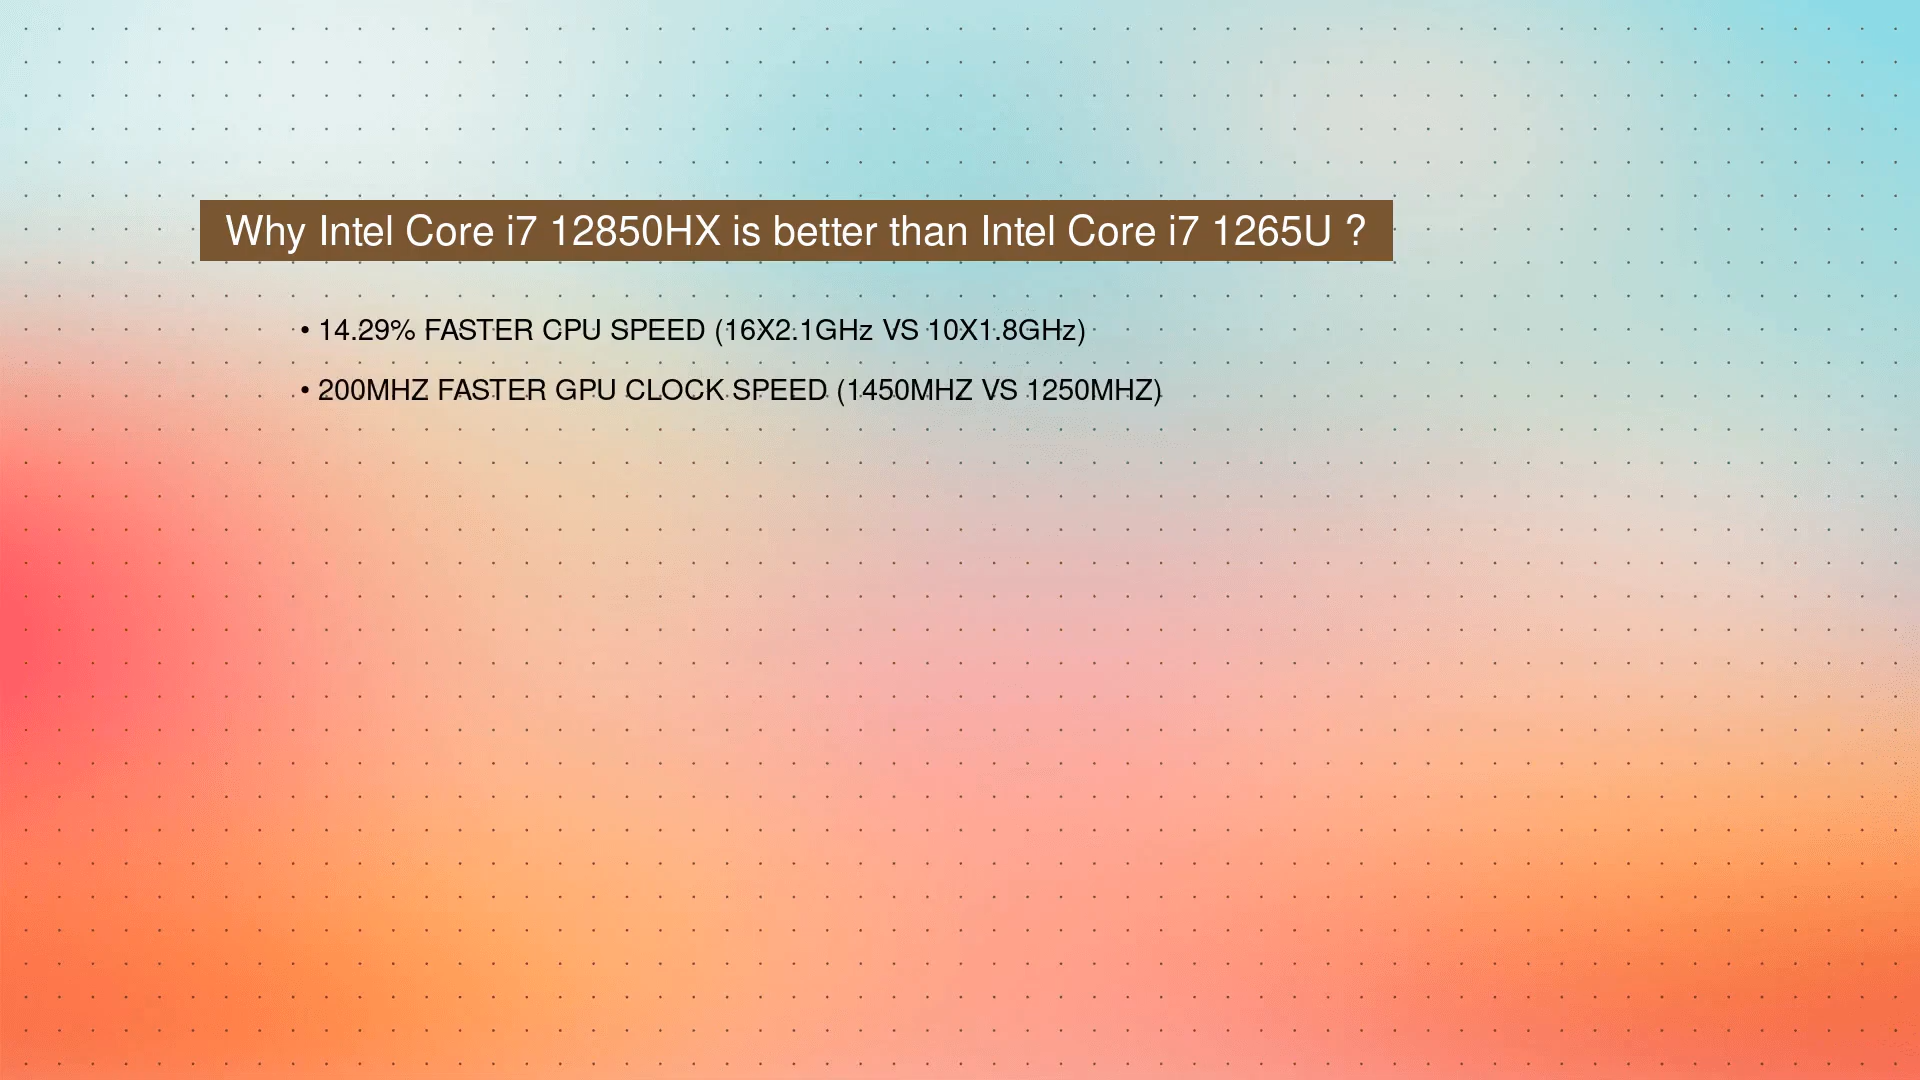 Why Intel Core i7 12850HX is better than Intel Core i7 1265U ?
• 14.29% FASTER CPU SPEED (16X2.1GHz VS 10X1.8GHz)
• 200MHZ FASTER GPU CLOCK SPEED (1450MHZ VS 1250MHZ)